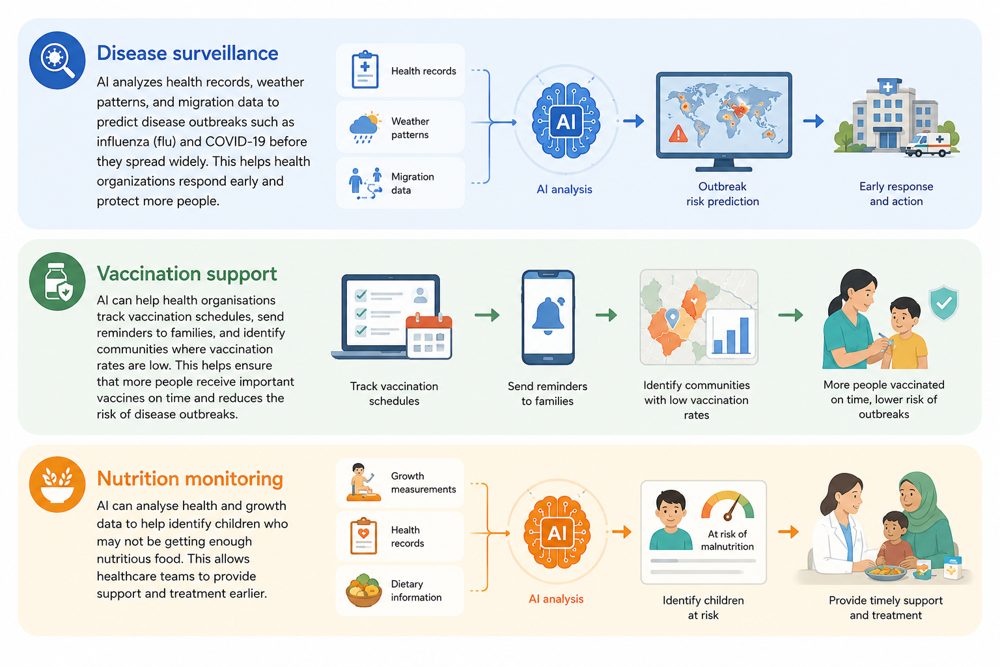 Disease surveillance
AI analyzes health records, weather
patterns, and migration data to
predict disease outbreaks such as
influenza (flu) and COVID-19 before
they spread widely. This helps health
organizations respond early and
protect more people.
Health records
Weather
patterns
Migration
data
AI
AI analysis
Outbreak
risk prediction
Early response
and action
Vaccination support
AI can help health organisations
track vaccination schedules, send
reminders to families, and identify
communities where vaccination
rates are low. This helps ensure
that more people receive important
vaccines on time and reduces the
risk of disease outbreaks.
Track vaccination
schedules
Send reminders
to families
Identify communities
with low vaccination
rates
More people vaccinated
on time, lower risk of
outbreaks
Nutrition monitoring
AI can analyse health and growth
data to help identify children who
may not be getting enough
nutritious food. This allows
healthcare teams to provide
support and treatment earlier.
Growth
measurements
Health
records
Dietary
information
AI
AI analysis
At risk of
malnutrition
Identify children
at risk
Provide timely support
and treatment